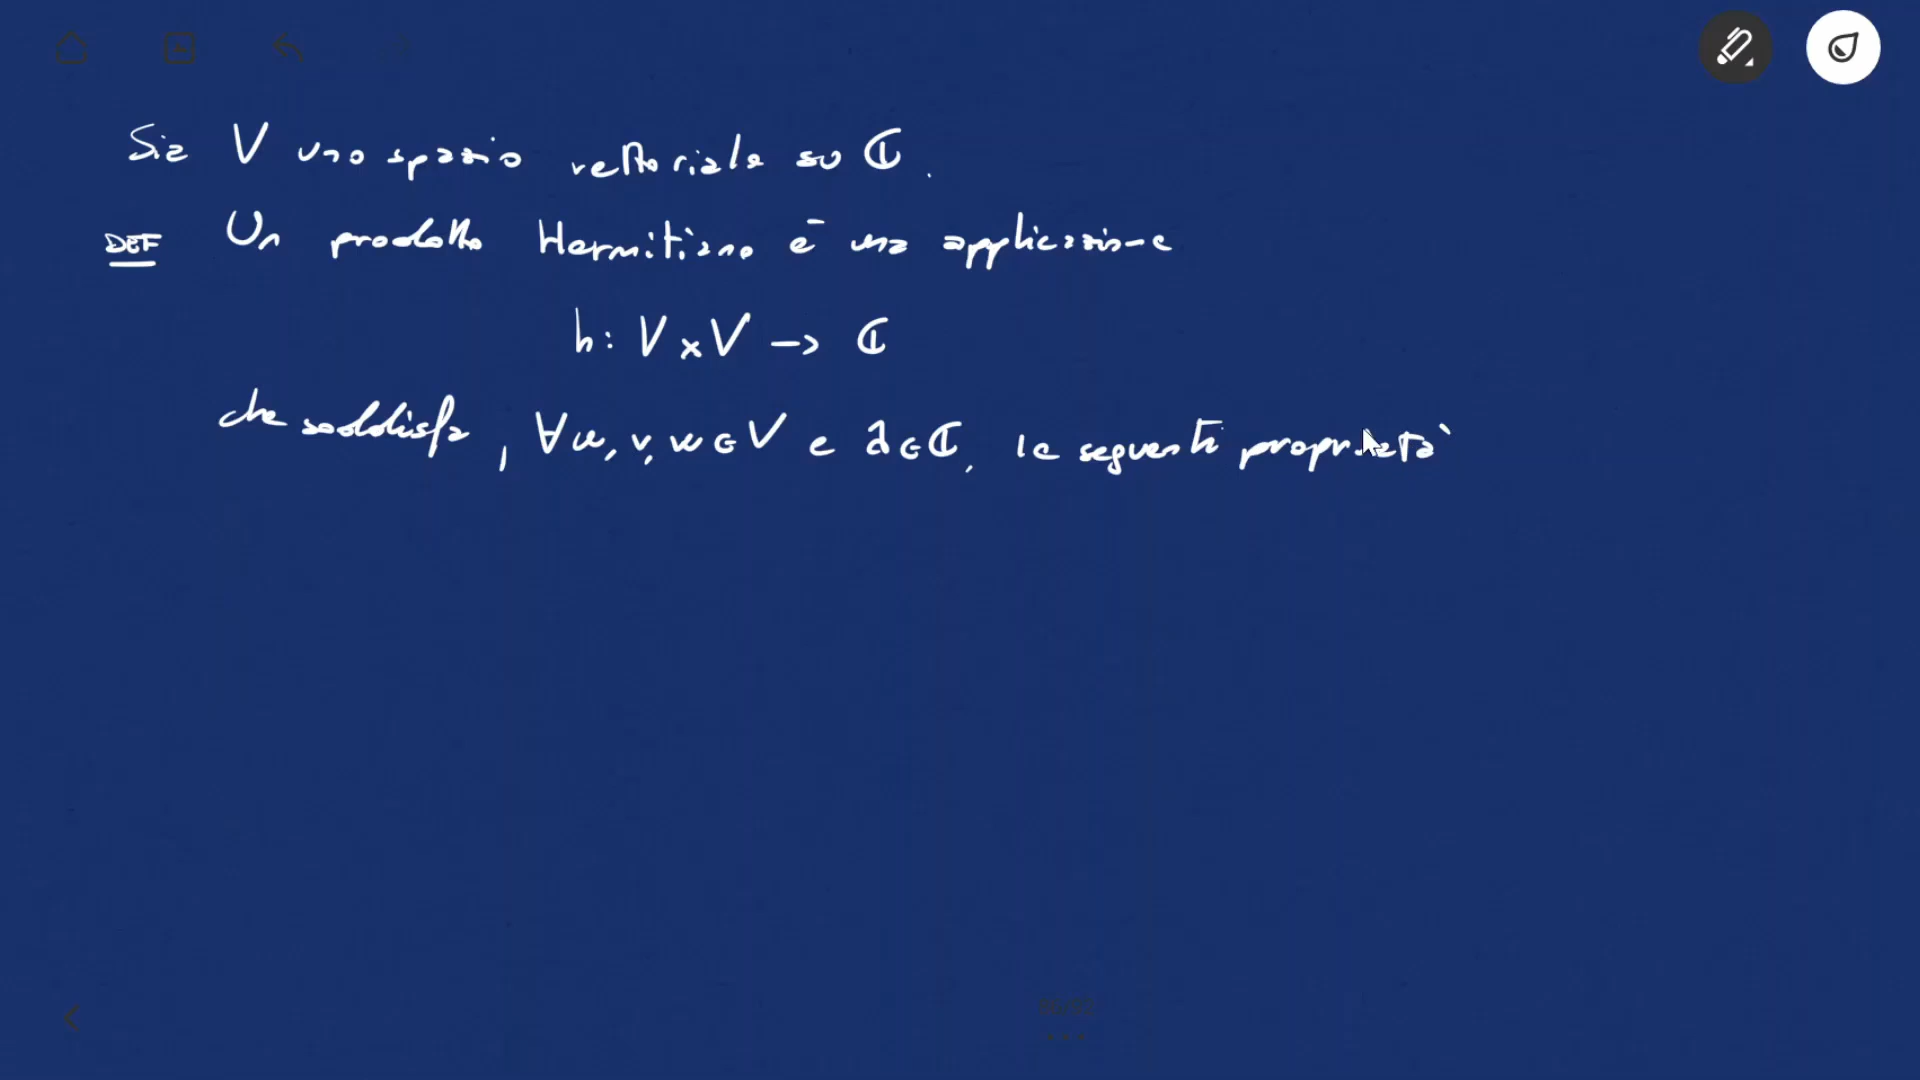 Sia V uno spazio vettoriale su ℂ.
DEF Un prodotto Hermitiano è una applicazione
h: V × V → ℂ
che soddisfa, ∀ u, v, w ∈ V e λ ∈ ℂ, le seguenti proprietà